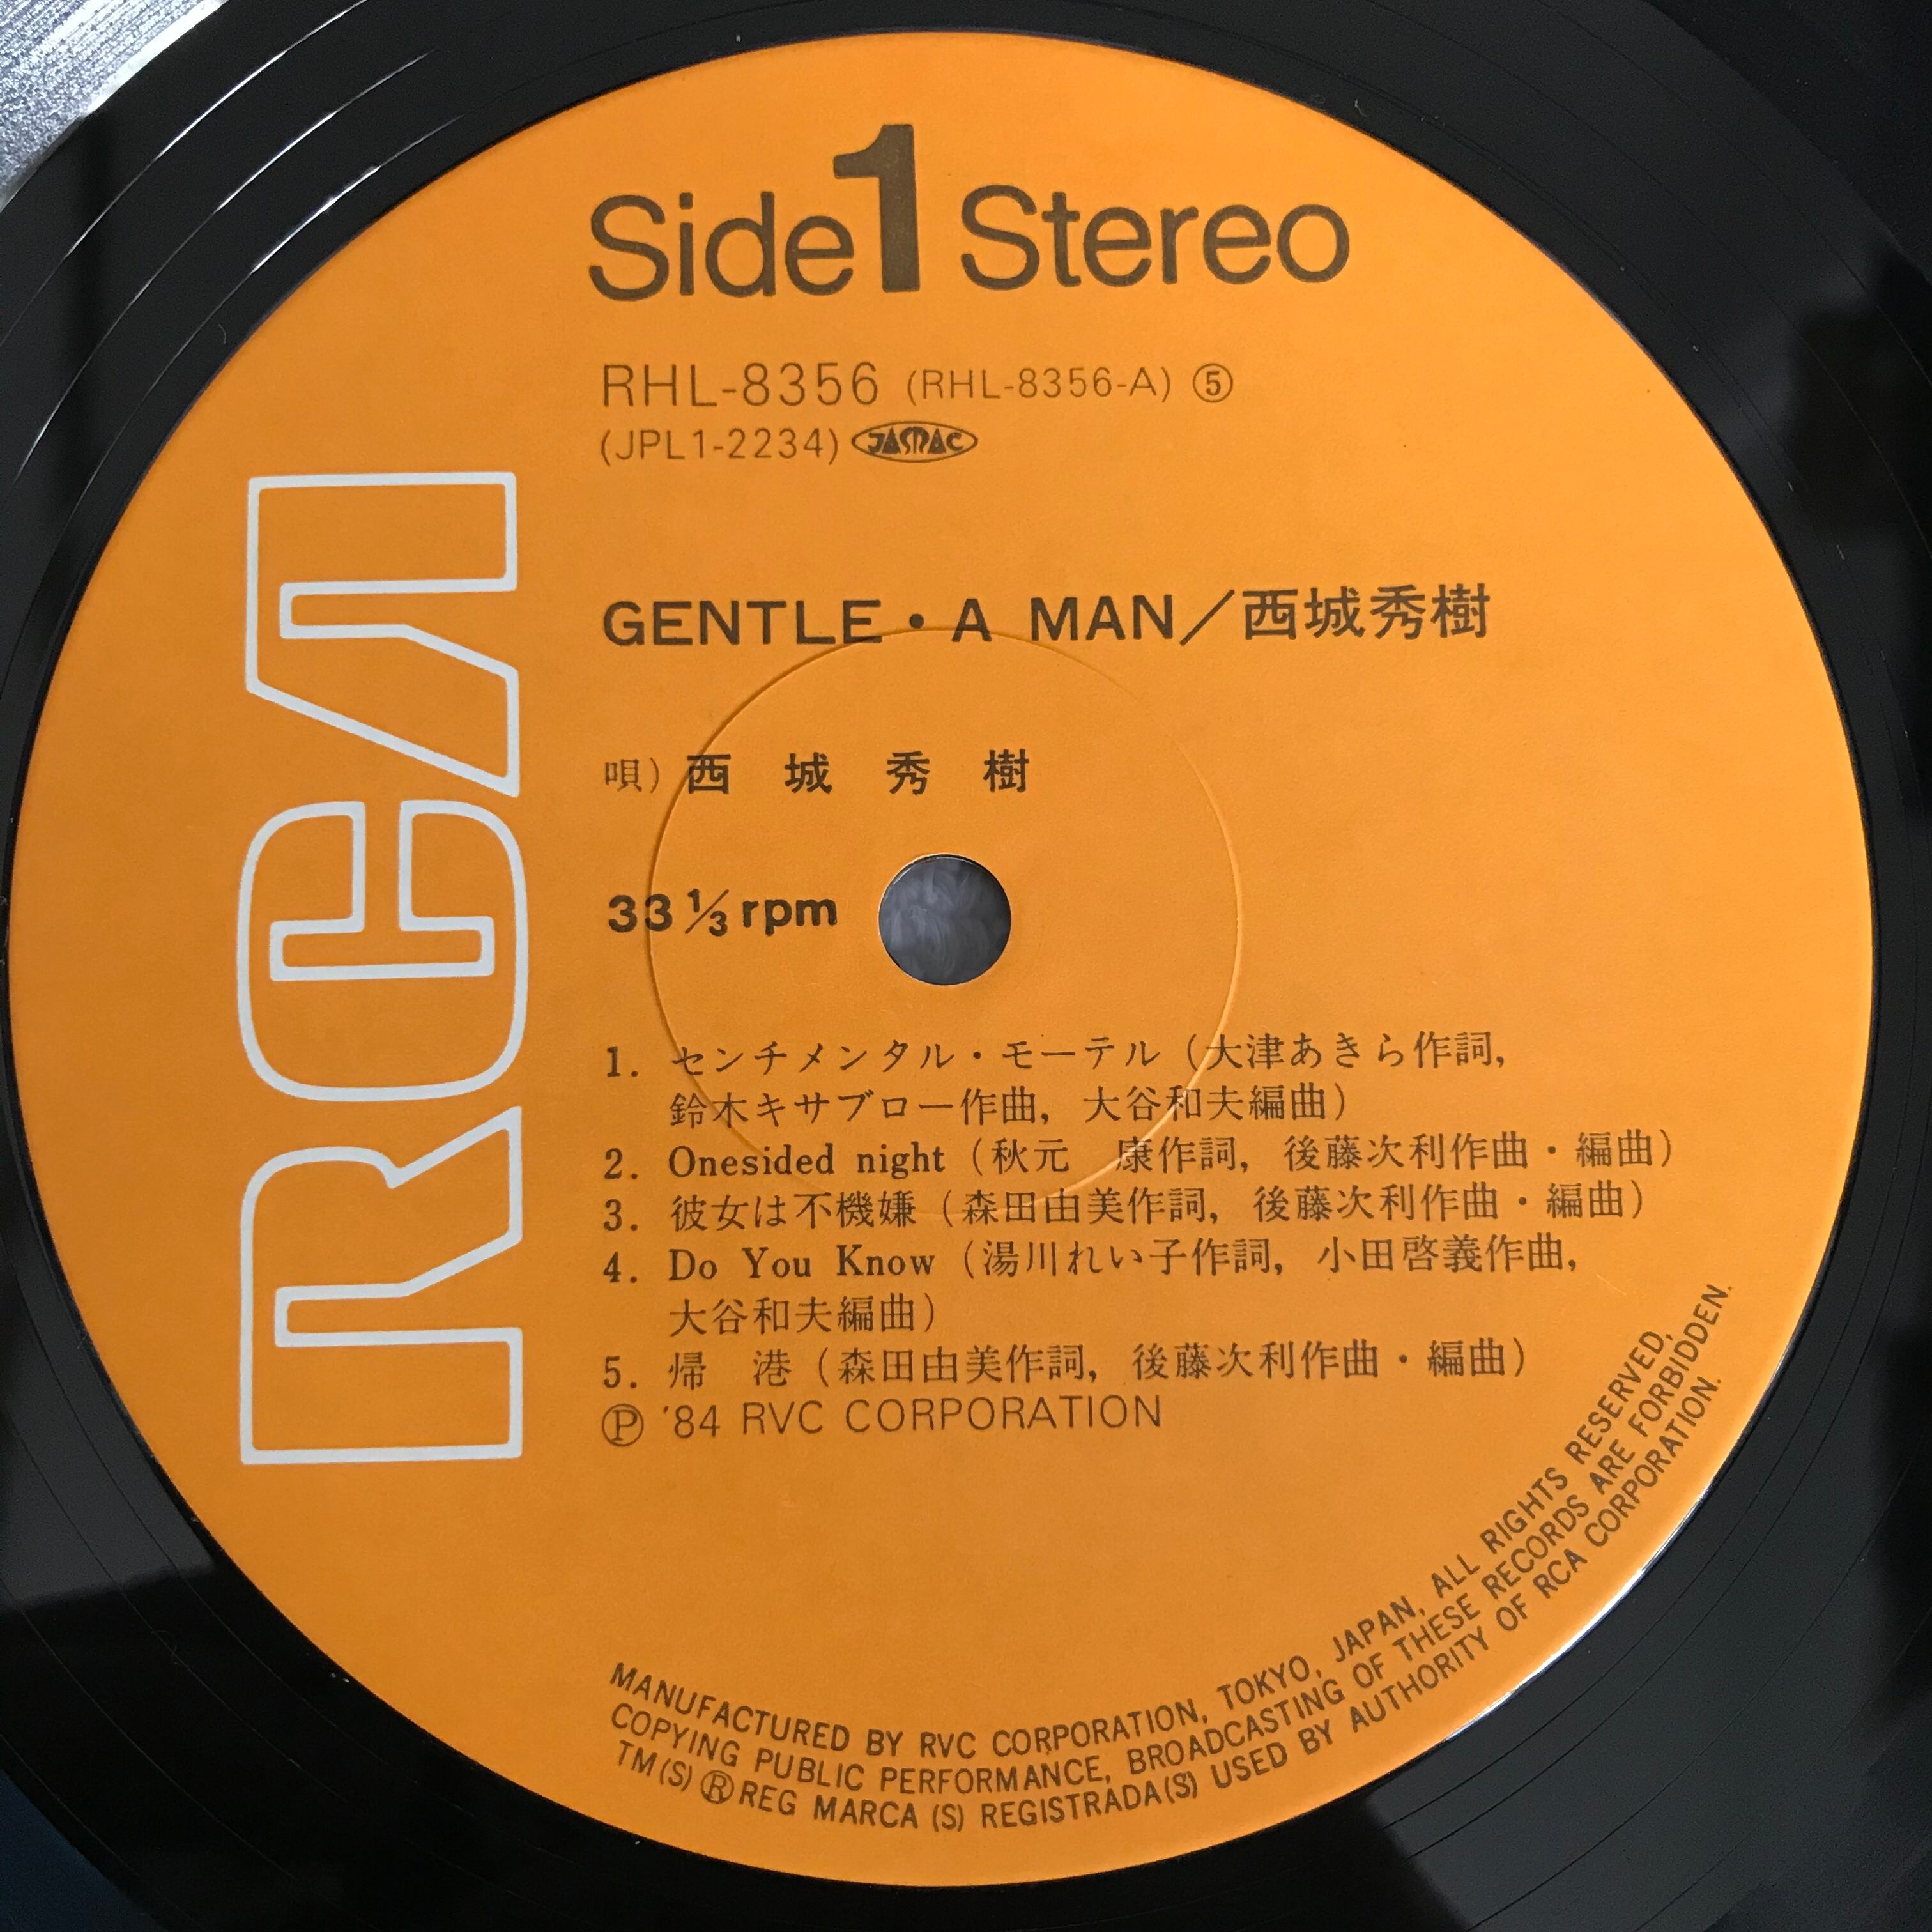 Side 1 Stereo
RHL-8356 (RHL-8356-A) ⑤
(JPL1-2234) JASRAC
RCA
GENTLE・A MAN／西城秀樹
唄) 西 城 秀 樹
33 1/3 rpm
1. センチメンタル・モーテル（大津あきら作詞,
鈴木キサブロー作曲, 大谷和夫編曲）
2. Onesided night（秋元　康作詞, 後藤次利作曲・編曲）
3. 彼女は不機嫌（森田由美作詞, 後藤次利作曲・編曲）
4. Do You Know（湯川れい子作詞, 小田啓義作曲,
大谷和夫編曲）
5. 帰　港（森田由美作詞, 後藤次利作曲・編曲）
Ⓟ '84 RVC CORPORATION
MANUFACTURED BY RVC CORPORATION, TOKYO, JAPAN, ALL RIGHTS RESERVED,
COPYING PUBLIC PERFORMANCE, BROADCASTING OF THESE RECORDS ARE FORBIDDEN.
TM(S) ® REG MARCA (S) REGISTRADA(S) USED BY AUTHORITY OF RCA CORPORATION.